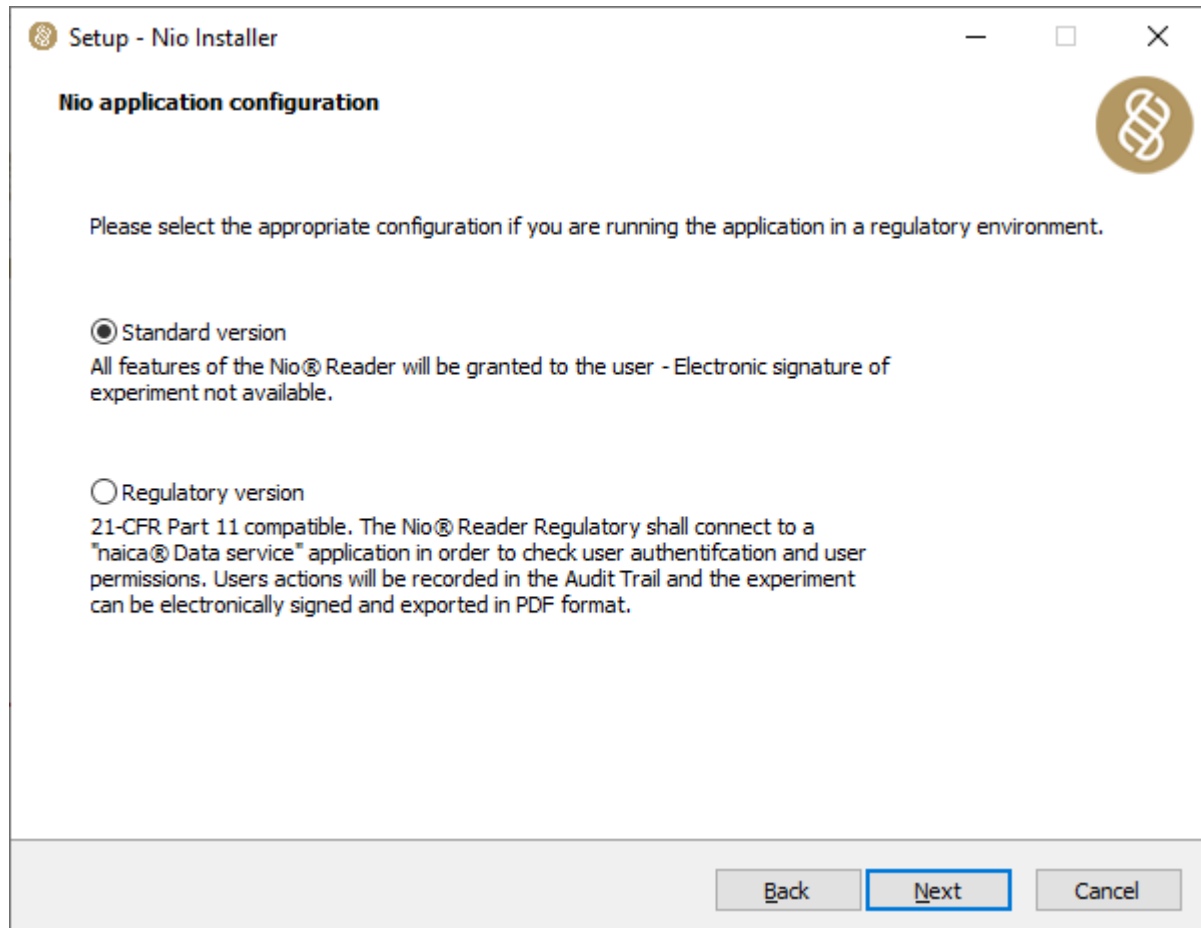 Setup - Nio Installer
Nio application configuration
Please select the appropriate configuration if you are running the application in a regulatory environment.
Standard version
All features of the Nio® Reader will be granted to the user - Electronic signature of
experiment not available.
Regulatory version
21-CFR Part 11 compatible. The Nio® Reader Regulatory shall connect to a
"naica® Data service" application in order to check user authentifcation and user
permissions. Users actions will be recorded in the Audit Trail and the experiment
can be electronically signed and exported in PDF format.
Back Next Cancel